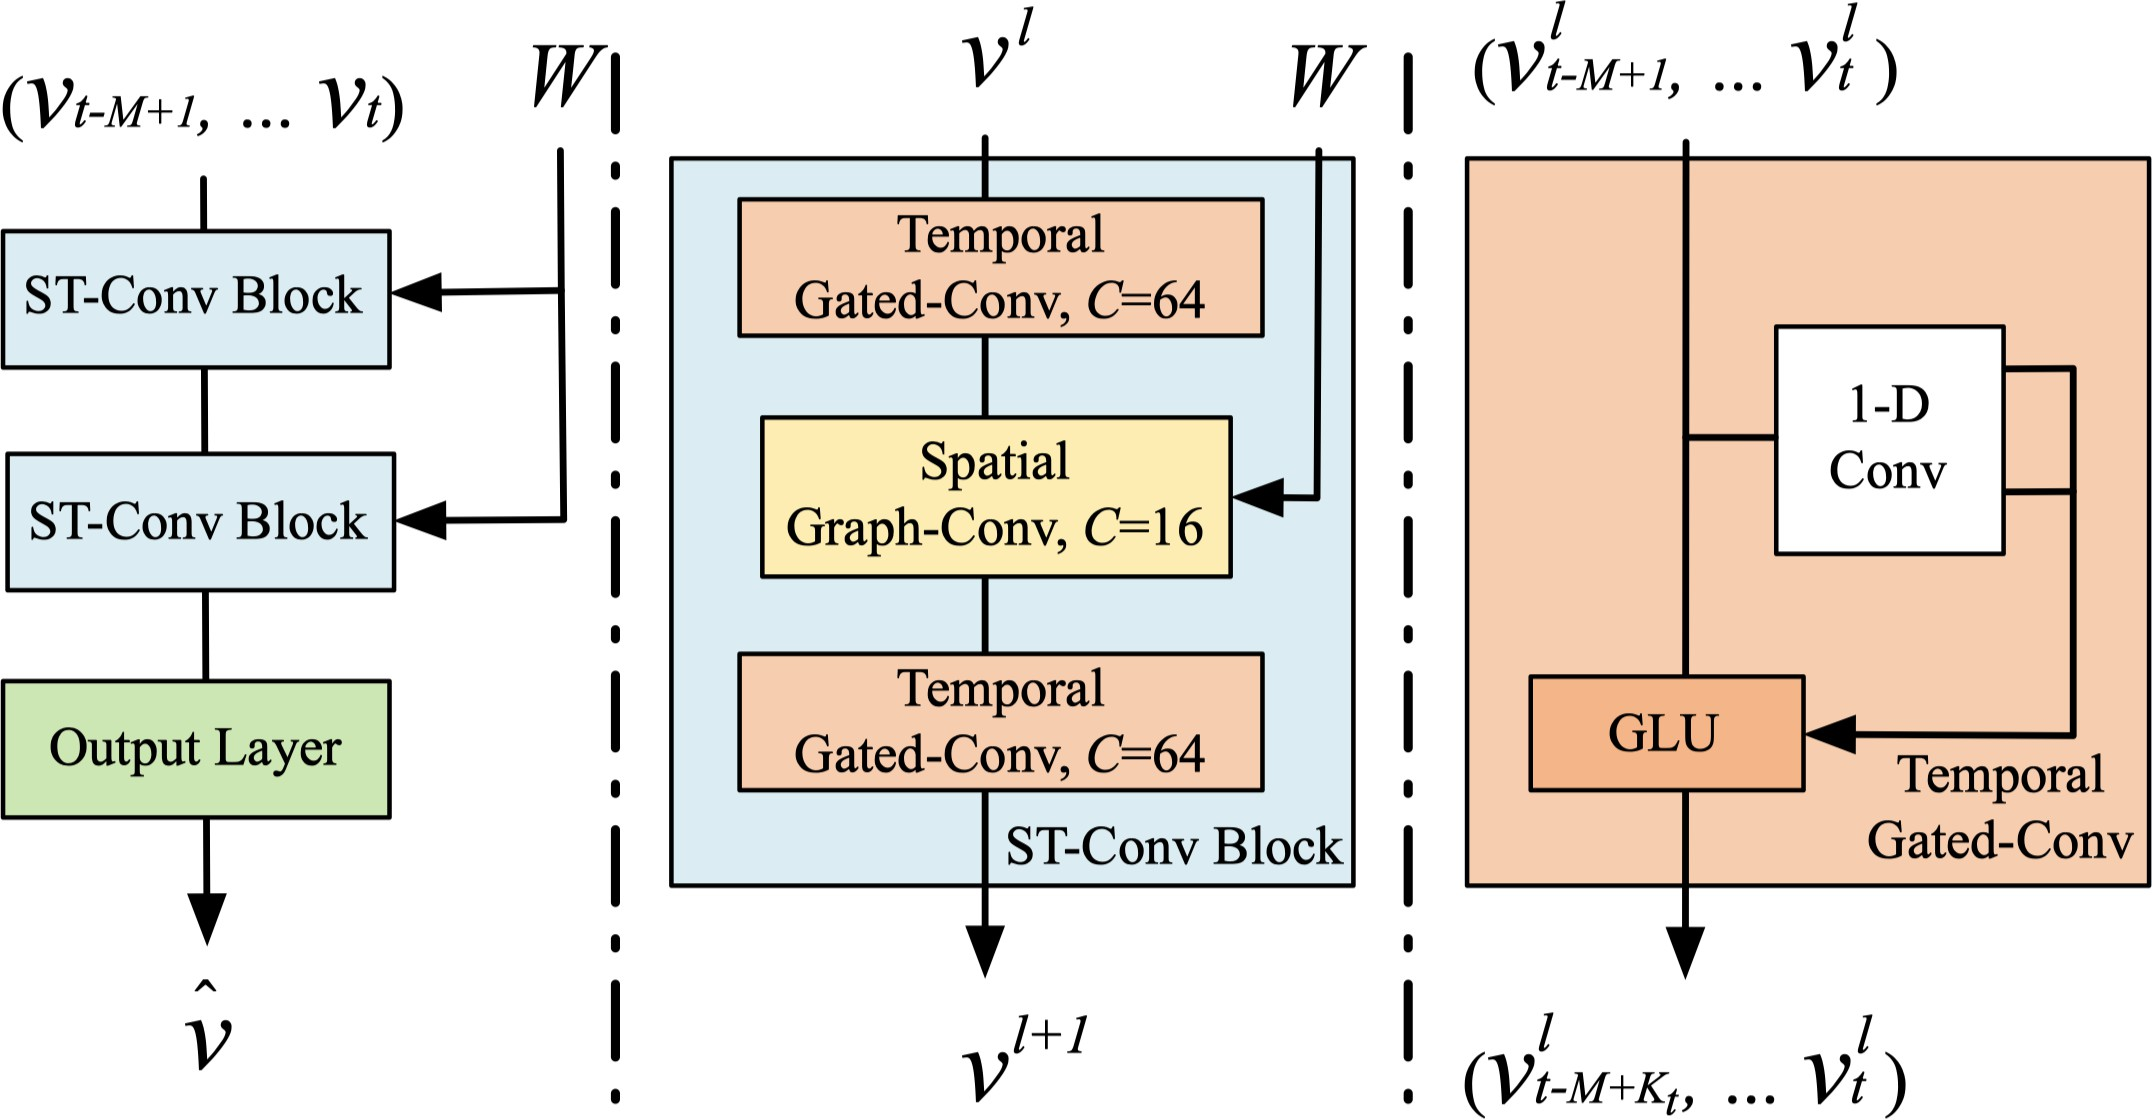 (v_{t-M+1}, ... v_t)
W
ST-Conv Block
ST-Conv Block
Output Layer
v̂
v^l
W
Temporal
Gated-Conv, C=64
Spatial
Graph-Conv, C=16
Temporal
Gated-Conv, C=64
ST-Conv Block
v^{l+1}
(v^l_{t-M+1}, ... v^l_t)
1-D
Conv
GLU
Temporal
Gated-Conv
(v^l_{t-M+K_t}, ... v^l_t)